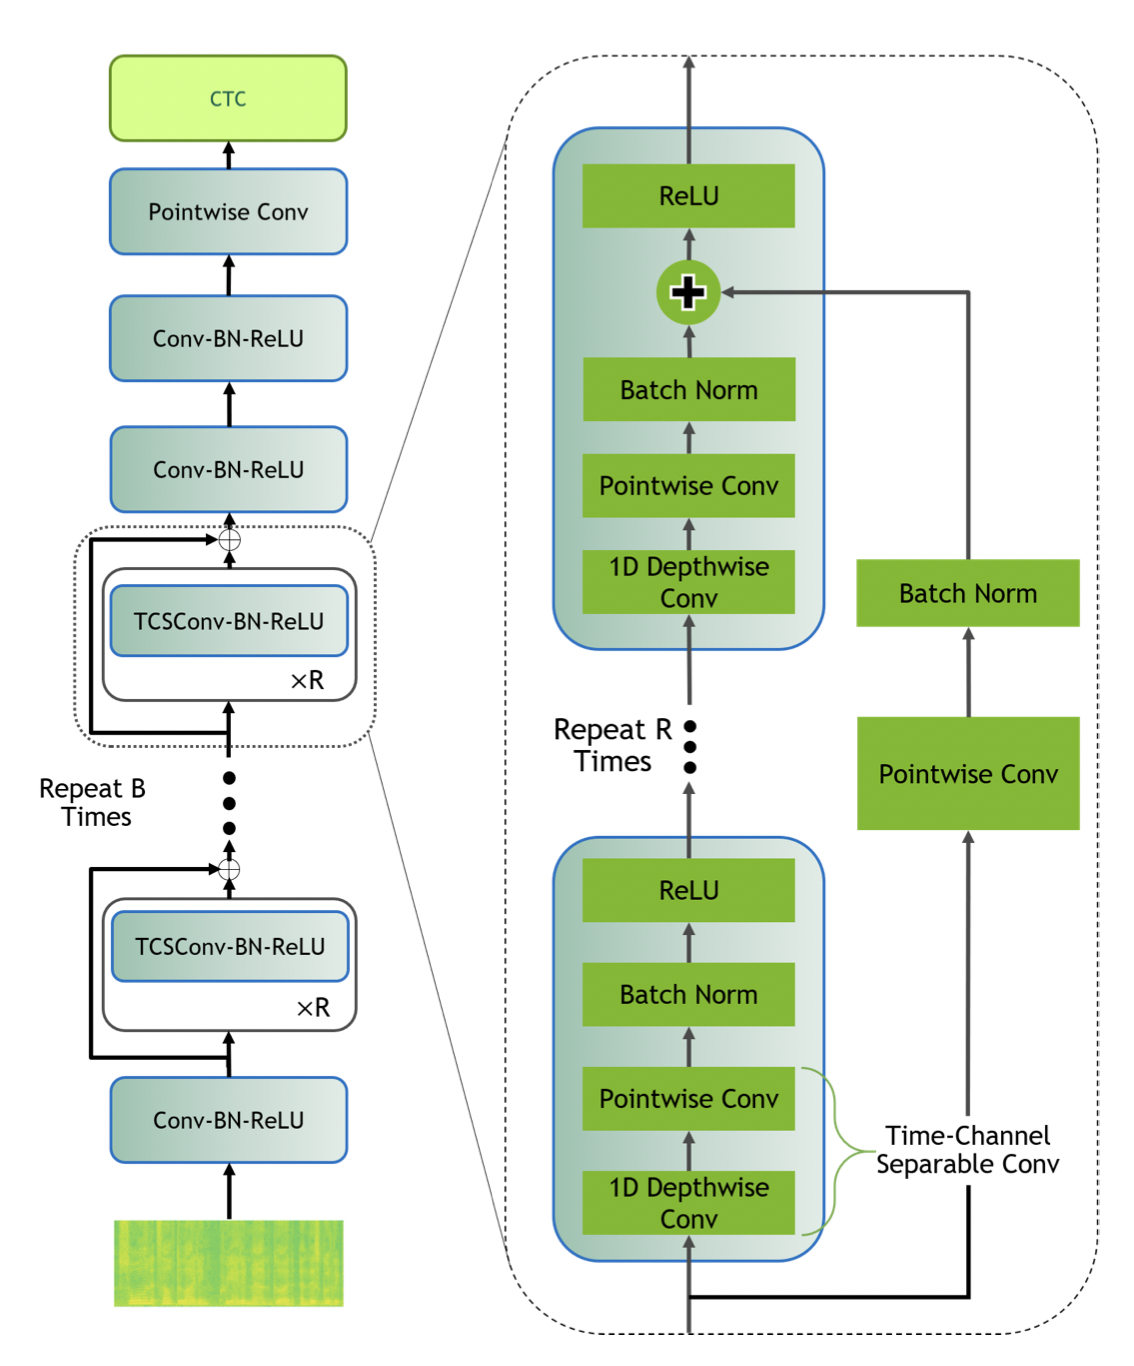 CTC
Pointwise Conv
Conv-BN-ReLU
Conv-BN-ReLU
TCSConv-BN-ReLU
×R
Repeat B
Times
TCSConv-BN-ReLU
×R
Conv-BN-ReLU
ReLU
Batch Norm
Pointwise Conv
1D Depthwise
Conv
Repeat R
Times
ReLU
Batch Norm
Pointwise Conv
1D Depthwise
Conv
Batch Norm
Pointwise Conv
Time-Channel
Separable Conv